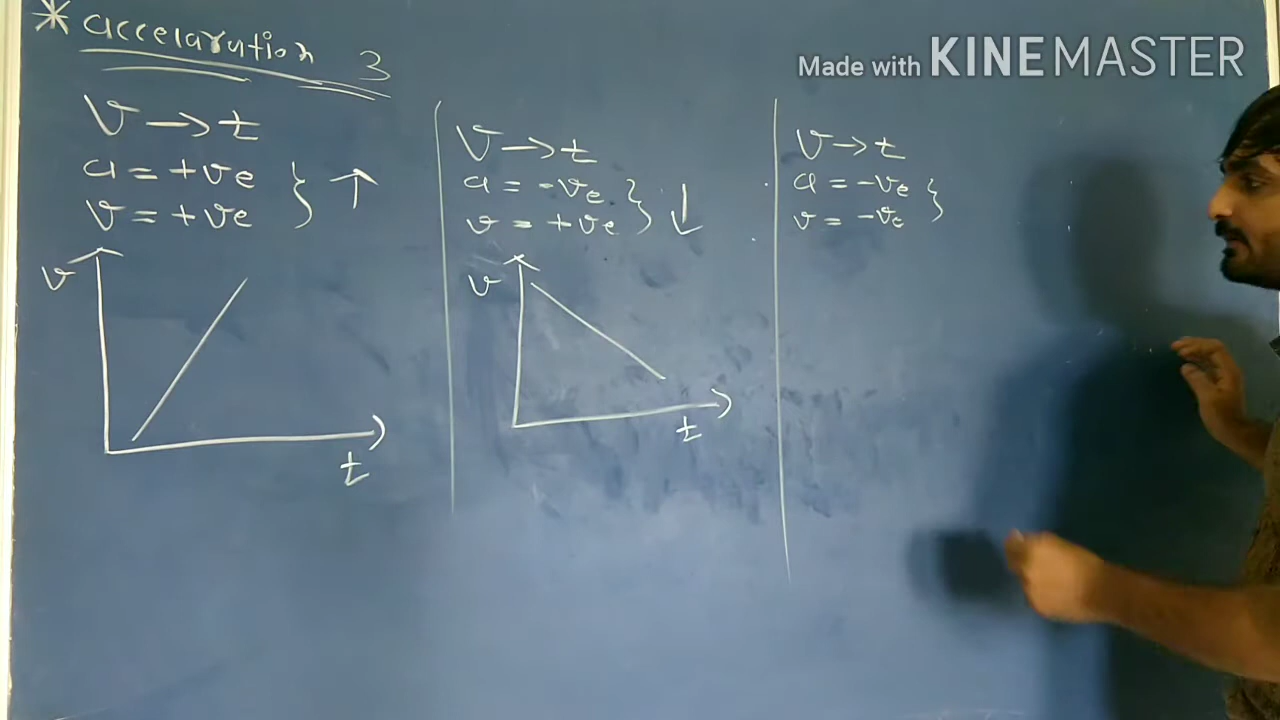 * accelaration 3
V → t
a = +ve } ↑
v = +ve
v
t
V → t
a = -ve } ↓
v = +ve
v
t
V → t
a = -ve }
v = -ve
Made with KINEMASTER